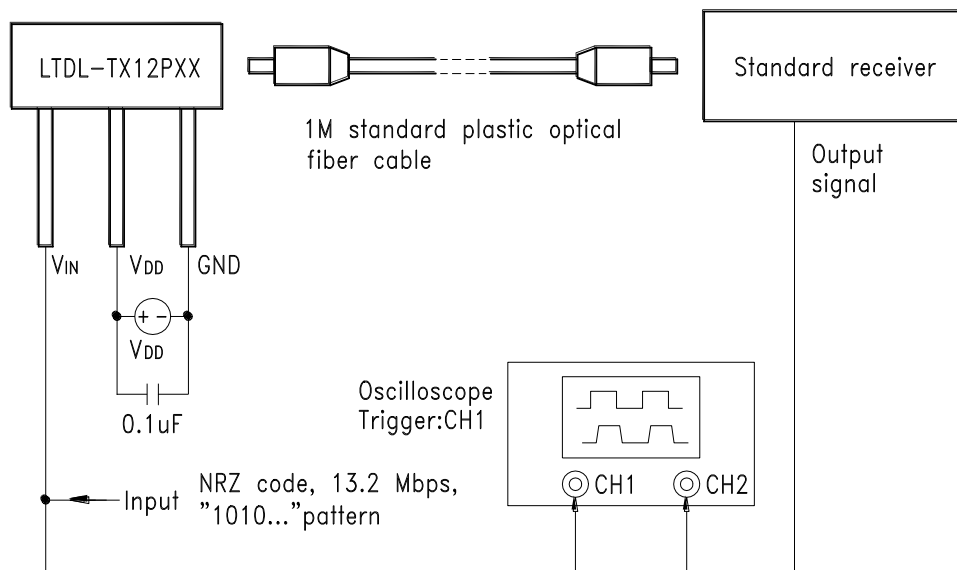 LTDL-TX12PXX
Standard receiver
1M standard plastic optical
fiber cable
Output
signal
VIN
VDD
GND
+ -
VDD
0.1uF
Oscilloscope
Trigger:CH1
CH1
CH2
Input
NRZ code, 13.2 Mbps,
"1010..."pattern